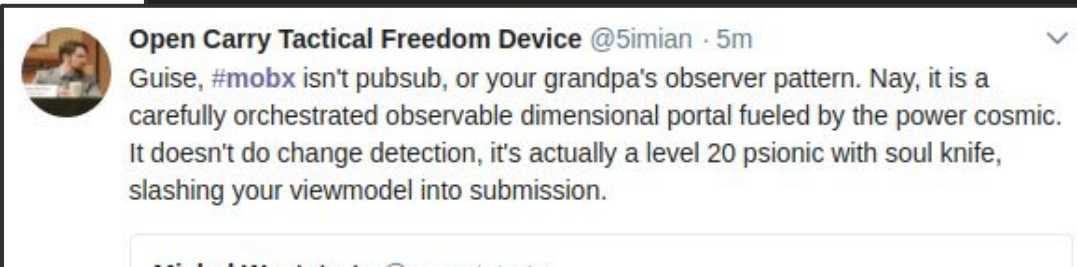 Open Carry Tactical Freedom Device @5imian · 5m
Guise, #mobx isn't pubsub, or your grandpa's observer pattern. Nay, it is a
carefully orchestrated observable dimensional portal fueled by the power cosmic.
It doesn't do change detection, it's actually a level 20 psionic with soul knife,
slashing your viewmodel into submission.